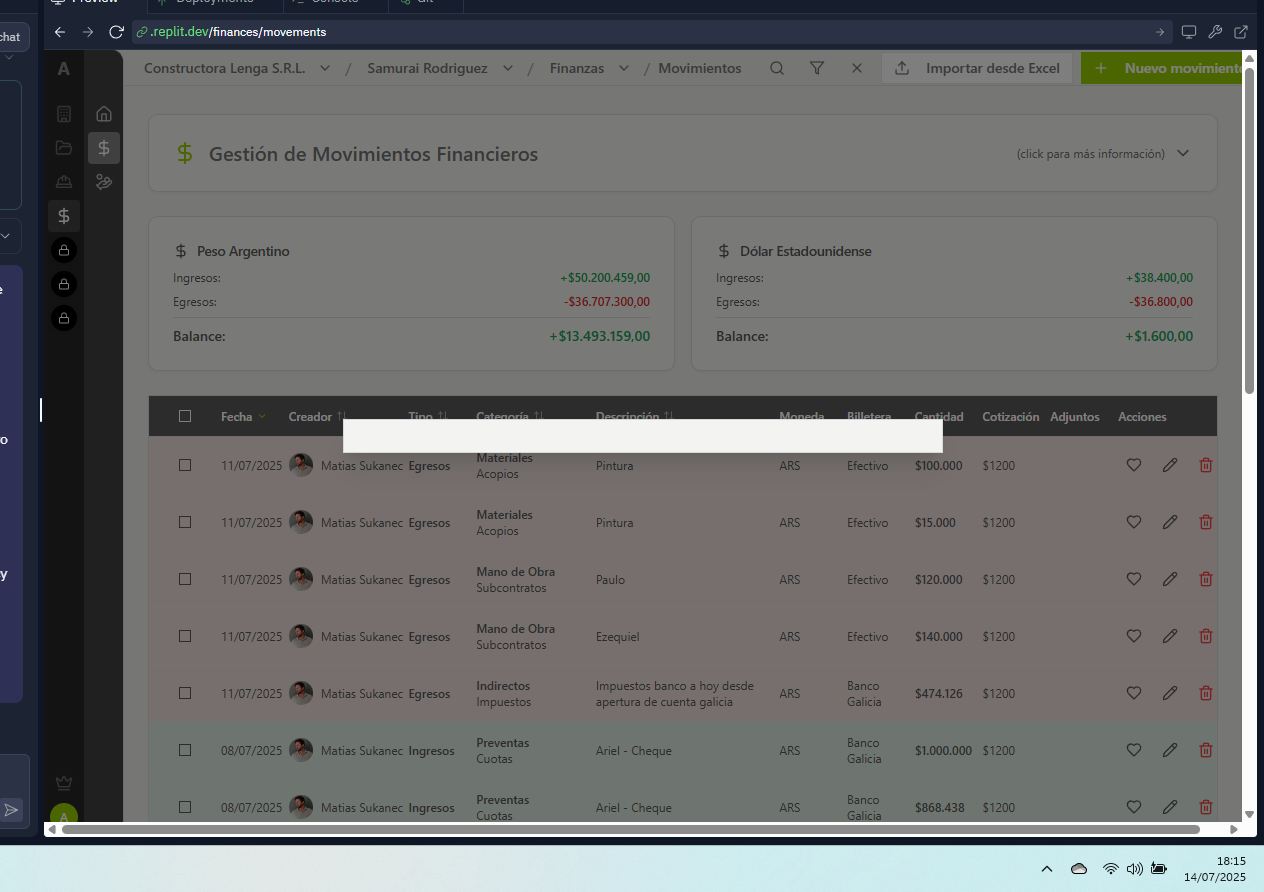 Preview Deployments Console Git
chat
.replit.dev/finances/movements
A Constructora Lenga S.R.L. / Samurai Rodriguez / Finanzas / Movimientos Importar desde Excel + Nuevo movimiento
$ Gestión de Movimientos Financieros (click para más información)
$ Peso Argentino
Ingresos: +$50.200.459,00
Egresos: -$36.707.300,00
Balance: +$13.493.159,00
$ Dólar Estadounidense
Ingresos: +$38.400,00
Egresos: -$36.800,00
Balance: +$1.600,00
Fecha Creador Tipo Categoría Descripción Moneda Billetera Cantidad Cotización Adjuntos Acciones
11/07/2025 Matias Sukanec Egresos Materiales Pintura ARS Efectivo $100.000 $1200
Acopios
11/07/2025 Matias Sukanec Egresos Materiales Pintura ARS Efectivo $15.000 $1200
Acopios
11/07/2025 Matias Sukanec Egresos Mano de Obra Paulo ARS Efectivo $120.000 $1200
Subcontratos
11/07/2025 Matias Sukanec Egresos Mano de Obra Ezequiel ARS Efectivo $140.000 $1200
Subcontratos
11/07/2025 Matias Sukanec Egresos Indirectos Impuestos banco a hoy desde ARS Banco $474.126 $1200
Impuestos apertura de cuenta galicia Galicia
08/07/2025 Matias Sukanec Ingresos Preventas Ariel - Cheque ARS Banco $1.000.000 $1200
Cuotas Galicia
08/07/2025 Matias Sukanec Ingresos Preventas Ariel - Cheque ARS Banco $868.438 $1200
Cuotas Galicia
A
18:15
14/07/2025